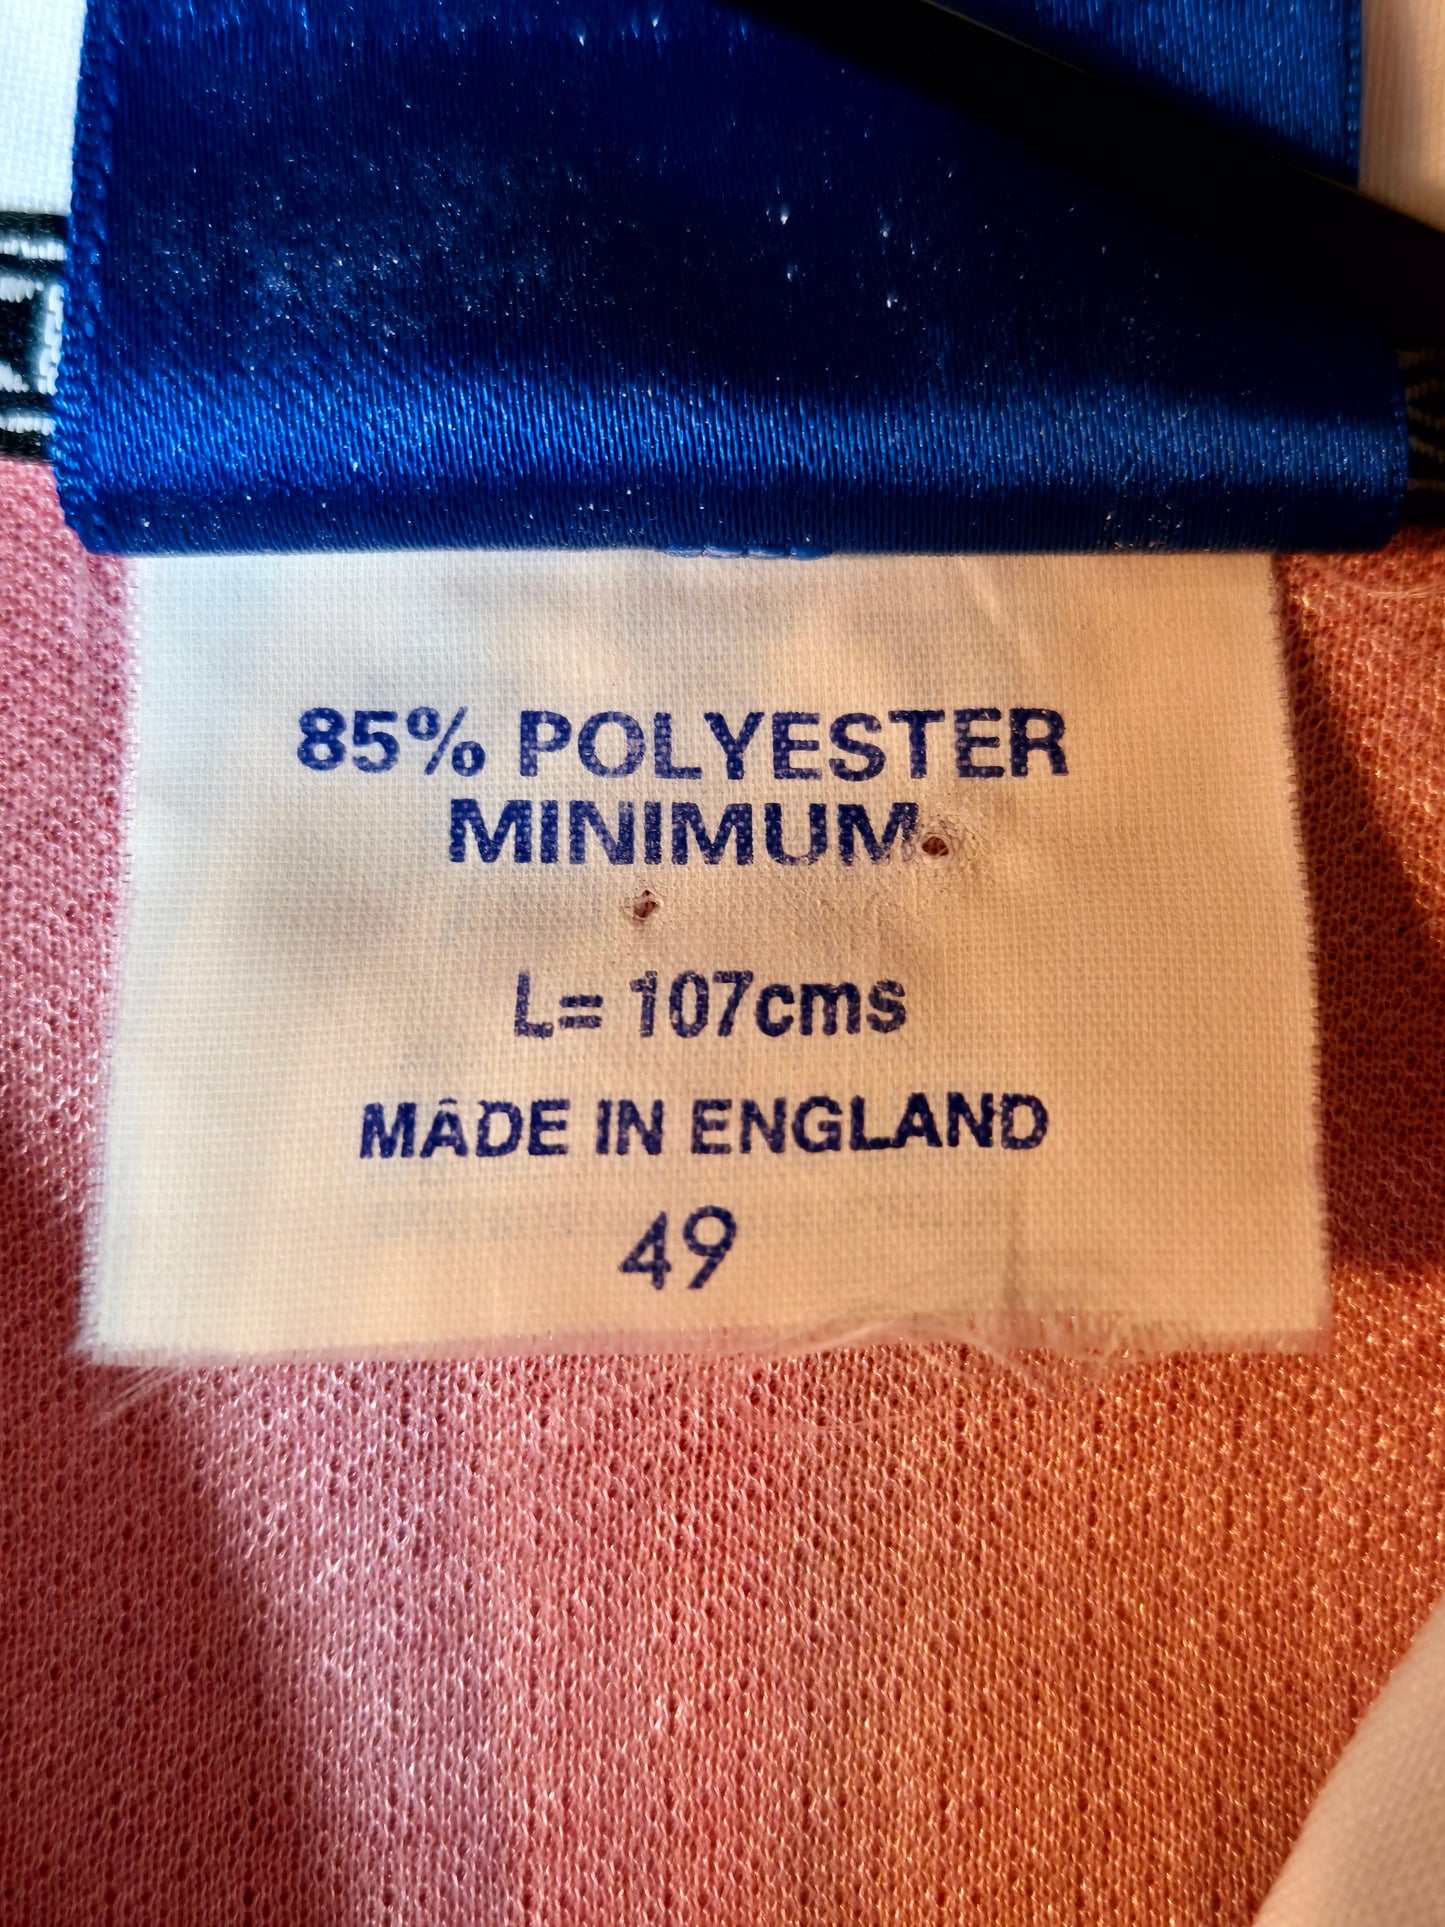 85% POLYESTER
MINIMUM
L= 107cms
MADE IN ENGLAND
49